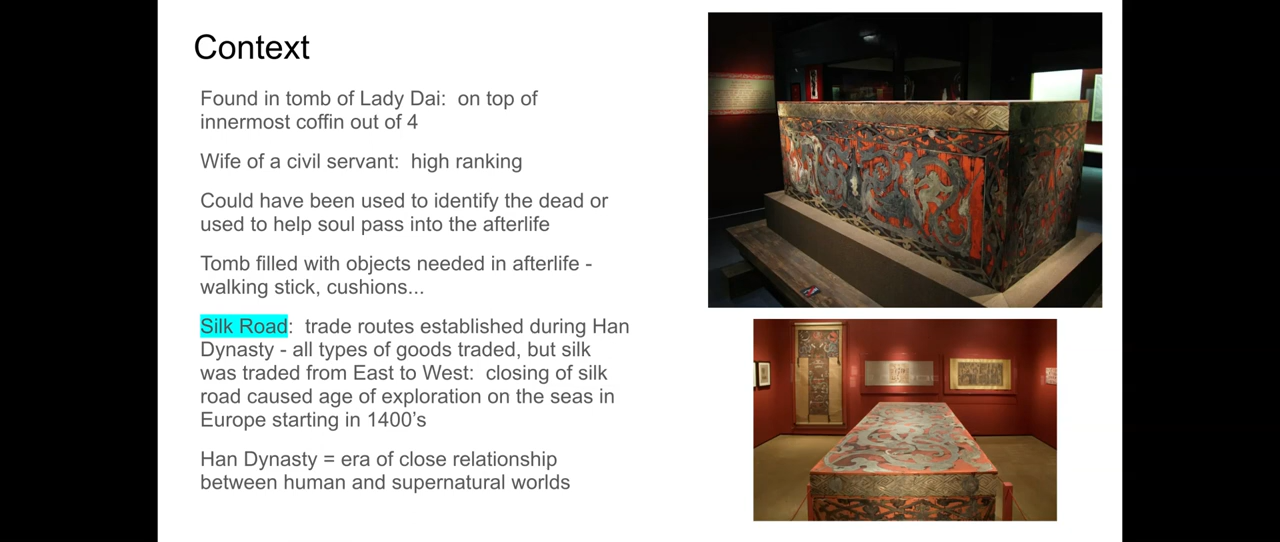 Context
Found in tomb of Lady Dai:  on top of
innermost coffin out of 4
Wife of a civil servant:  high ranking
Could have been used to identify the dead or
used to help soul pass into the afterlife
Tomb filled with objects needed in afterlife -
walking stick, cushions...
Silk Road:  trade routes established during Han
Dynasty - all types of goods traded, but silk
was traded from East to West:  closing of silk
road caused age of exploration on the seas in
Europe starting in 1400’s
Han Dynasty = era of close relationship
between human and supernatural worlds